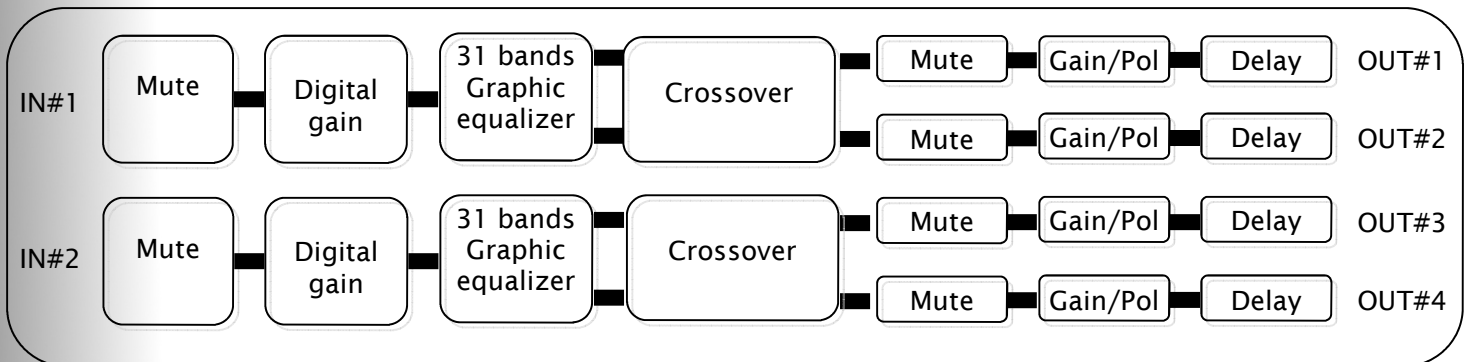 IN#1
Mute
Digital
gain
31 bands
Graphic
equalizer
Crossover
Mute
Gain/Pol
Delay
OUT#1
Mute
Gain/Pol
Delay
OUT#2
IN#2
Mute
Digital
gain
31 bands
Graphic
equalizer
Crossover
Mute
Gain/Pol
Delay
OUT#3
Mute
Gain/Pol
Delay
OUT#4